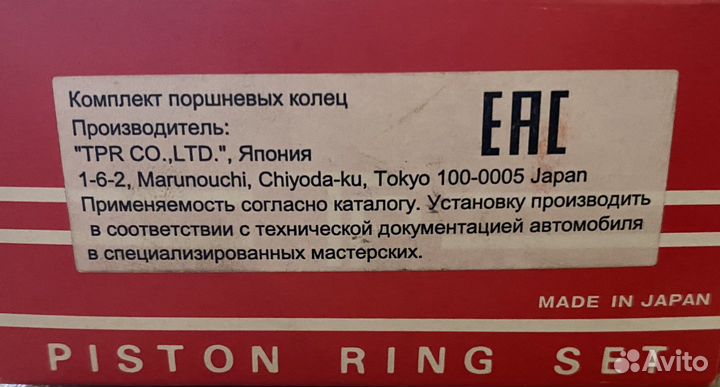 Комплект поршневых колец
Производитель:
"TPR CO.,LTD.", Япония
1-6-2, Marunouchi, Chiyoda-ku, Tokyo 100-0005 Japan
Применяемость согласно каталогу. Установку производить
в соответствии с технической документацией автомобиля
в специализированных мастерских.
EAC
MADE IN JAPAN
PISTON RING SET
Avito